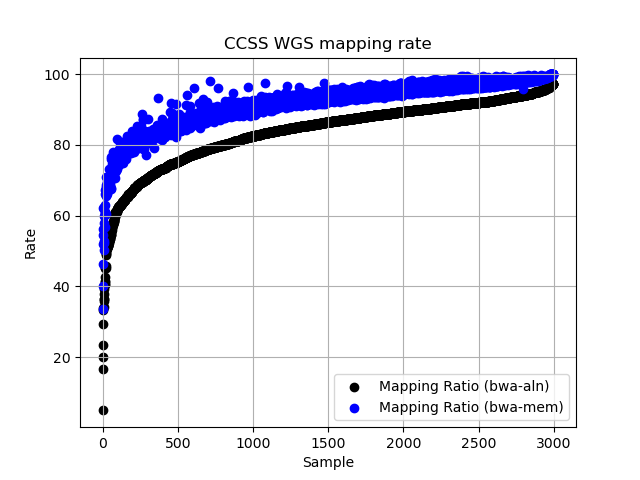 CCSS WGS mapping rate
Rate
100
80
60
40
20
0
500
1000
1500
2000
2500
3000
Sample
Mapping Ratio (bwa-aln)
Mapping Ratio (bwa-mem)